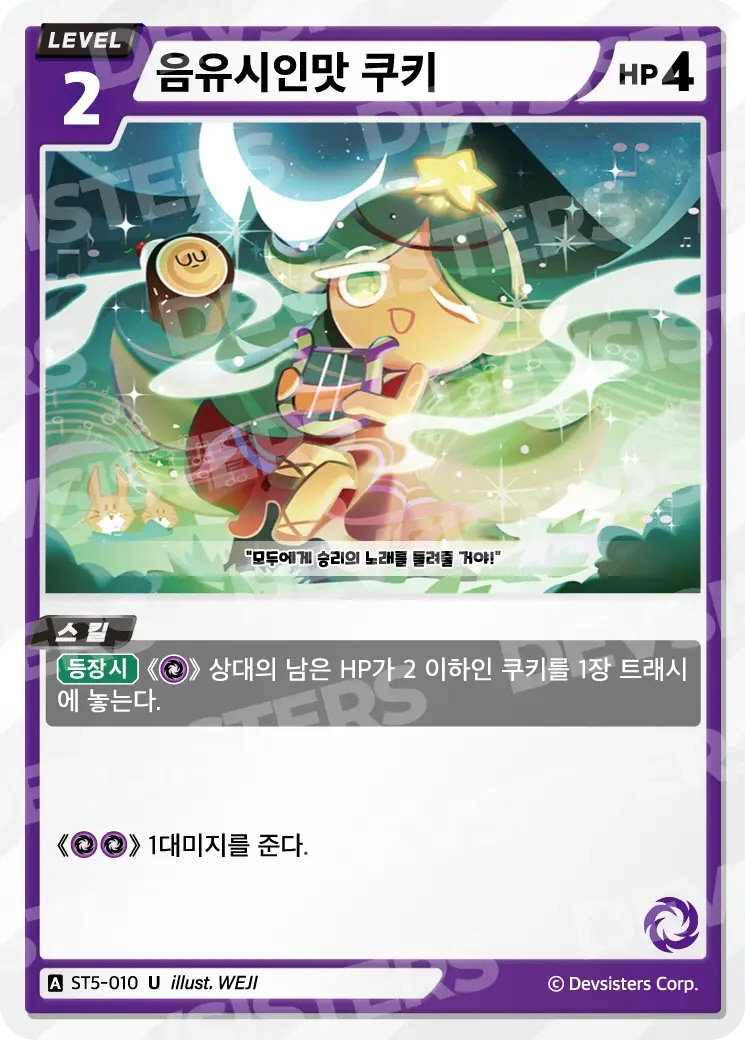 LEVEL
2
음유시인맛 쿠키
HP 4
"모두에게 승리의 노래를 들려줄 거야!"
스킬
등장시 《 》 상대의 남은 HP가 2 이하인 쿠키를 1장 트래시
에 놓는다.
《 》 1대미지를 준다.
A ST5-010 U illust. WEJI
© Devsisters Corp.
DEVSISTERS